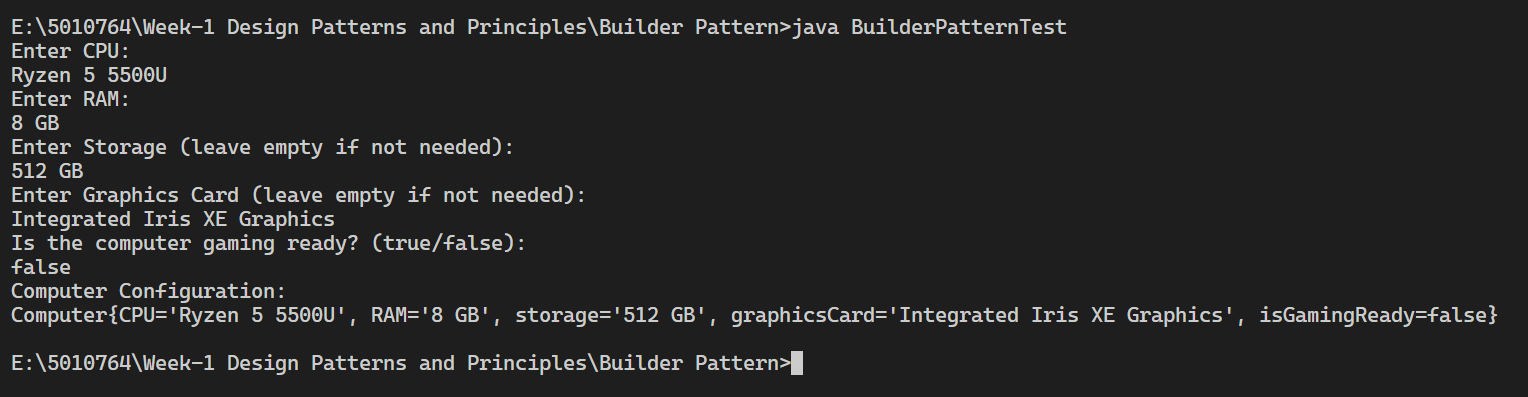 E:\5010764\Week-1 Design Patterns and Principles\Builder Pattern>java BuilderPatternTest
Enter CPU:
Ryzen 5 5500U
Enter RAM:
8 GB
Enter Storage (leave empty if not needed):
512 GB
Enter Graphics Card (leave empty if not needed):
Integrated Iris XE Graphics
Is the computer gaming ready? (true/false):
false
Computer Configuration:
Computer{CPU='Ryzen 5 5500U', RAM='8 GB', storage='512 GB', graphicsCard='Integrated Iris XE Graphics', isGamingReady=false}
E:\5010764\Week-1 Design Patterns and Principles\Builder Pattern>